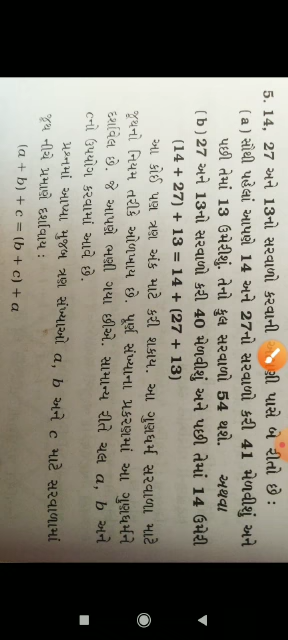 5. 14, 27 અને 13નો સરવાળો કરવાની પાસે બે રીતો છે :
(a) સૌથી પહેલાં આપણે 14 અને 27નો સરવાળો કરી 41 મેળવીશું અને
પછી તેમાં 13 ઉમેરીશું. તેનો કુલ સરવાળો 54 થશે. અથવા
(b) 27 અને 13નો સરવાળો કરી 40 મેળવીશું અને પછી તેમાં 14 ઉમેરી
(14 + 27) + 13 = 14 + (27 + 13)
આ કોઈ પણ ત્રણ અંક માટે કરી શકાય. આ ગુણધર્મ સરવાળા માટે
જૂથનો નિયમ તરીકે ઓળખાય છે. પૂર્ણ સંખ્યાના પ્રકરણમાં આ ગુણધર્મને
દર્શાવેલ છે. જે આપણે ભણી ગયા છીએ. સામાન્ય રીતે ચલ a, b અને
cનો ઉપયોગ કરવામાં આવે છે.
પ્રશ્નમાં આપ્યા મુજબ ત્રણ સંખ્યાઓ a, b અને c માટે સરવાળામાં
જૂથ નીચે પ્રમાણે દર્શાવાય :
(a + b) + c = (b + c) + a